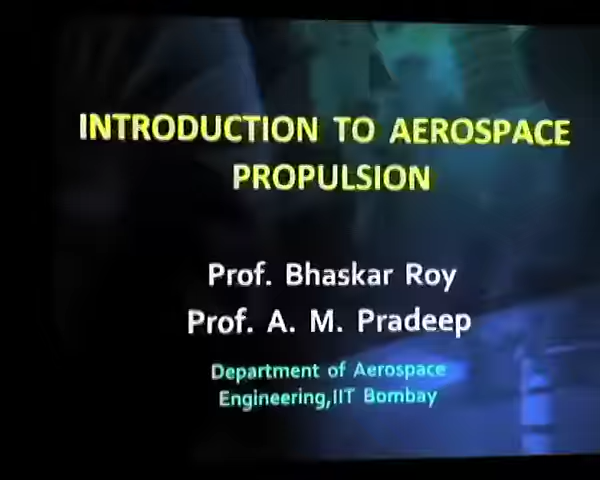 INTRODUCTION TO AEROSPACE
PROPULSION
Prof. Bhaskar Roy
Prof. A. M. Pradeep
Department of Aerospace
Engineering,IIT Bombay